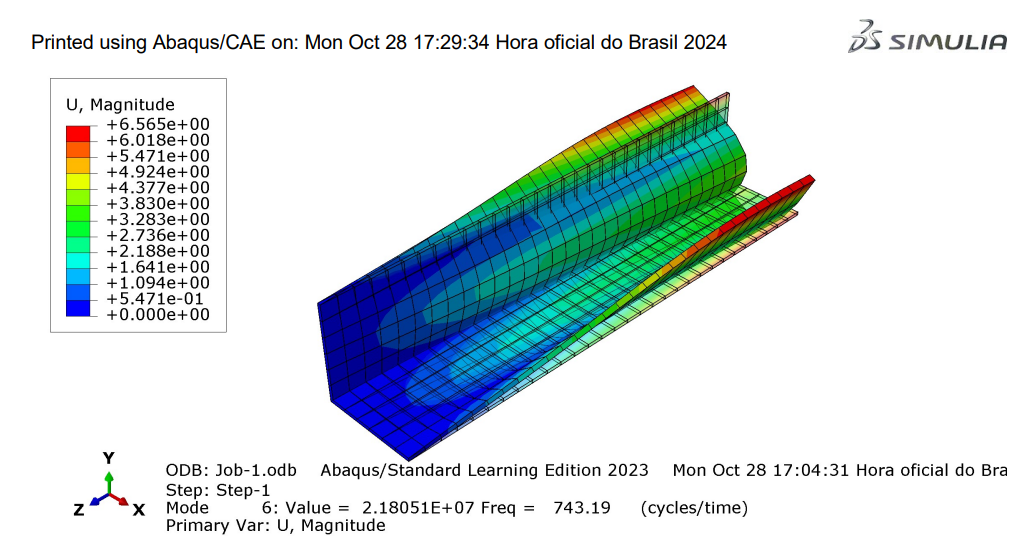 Printed using Abaqus/CAE on: Mon Oct 28 17:29:34 Hora oficial do Brasil 2024
SIMULIA
U, Magnitude
+6.565e+00
+6.018e+00
+5.471e+00
+4.924e+00
+4.377e+00
+3.830e+00
+3.283e+00
+2.736e+00
+2.188e+00
+1.641e+00
+1.094e+00
+5.471e-01
+0.000e+00
Y
Z X
ODB: Job-1.odb Abaqus/Standard Learning Edition 2023 Mon Oct 28 17:04:31 Hora oficial do Bra
Step: Step-1
Mode 6: Value = 2.18051E+07 Freq = 743.19 (cycles/time)
Primary Var: U, Magnitude